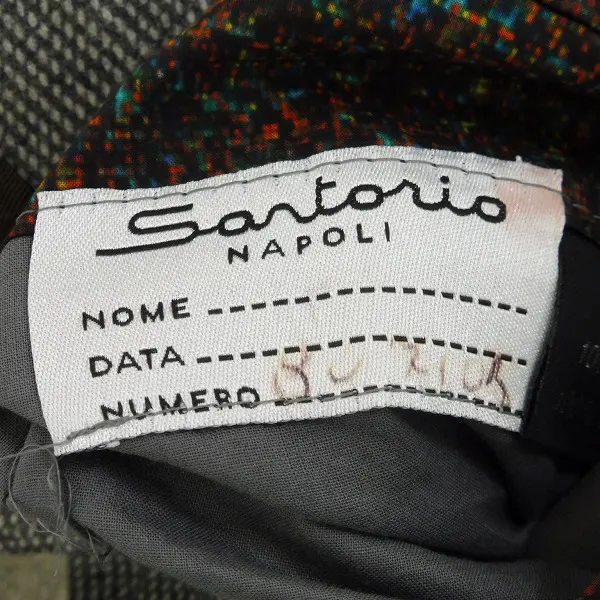 Sartorio
NAPOLI
NOME
DATA
NUMERO